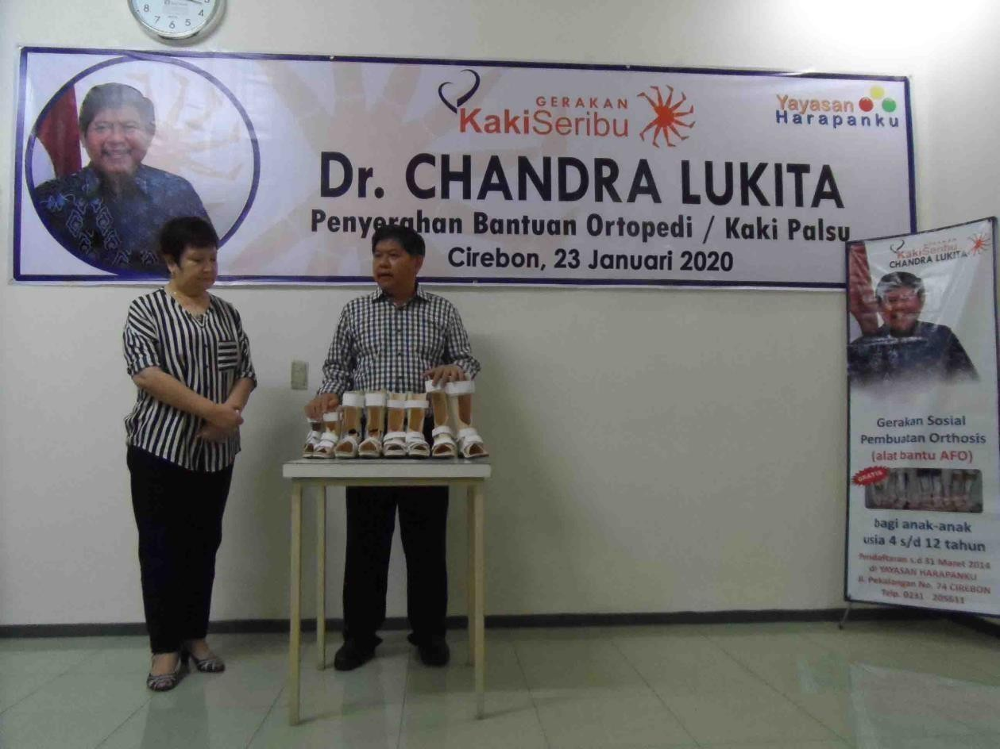 8 7 6 5 4 3
GERAKAN
KakiSeribu
Yayasan
Harapanku
Dr. CHANDRA LUKITA
Penyerahan Bantuan Ortopedi / Kaki Palsu
Cirebon, 23 Januari 2020
GERAKAN
KakiSeribu
CHANDRA LUKITA
Gerakan Sosial
Pembuatan Orthosis
(alat bantu AFO)
GRATIS
bagi anak-anak
usia 4 s/d 12 tahun
Pendaftaran s.d 31 Maret 2014
di YAYASAN HARAPANKU
Jl. Pekalangan No. 74 CIREBON
Telp. 0231 - 205611